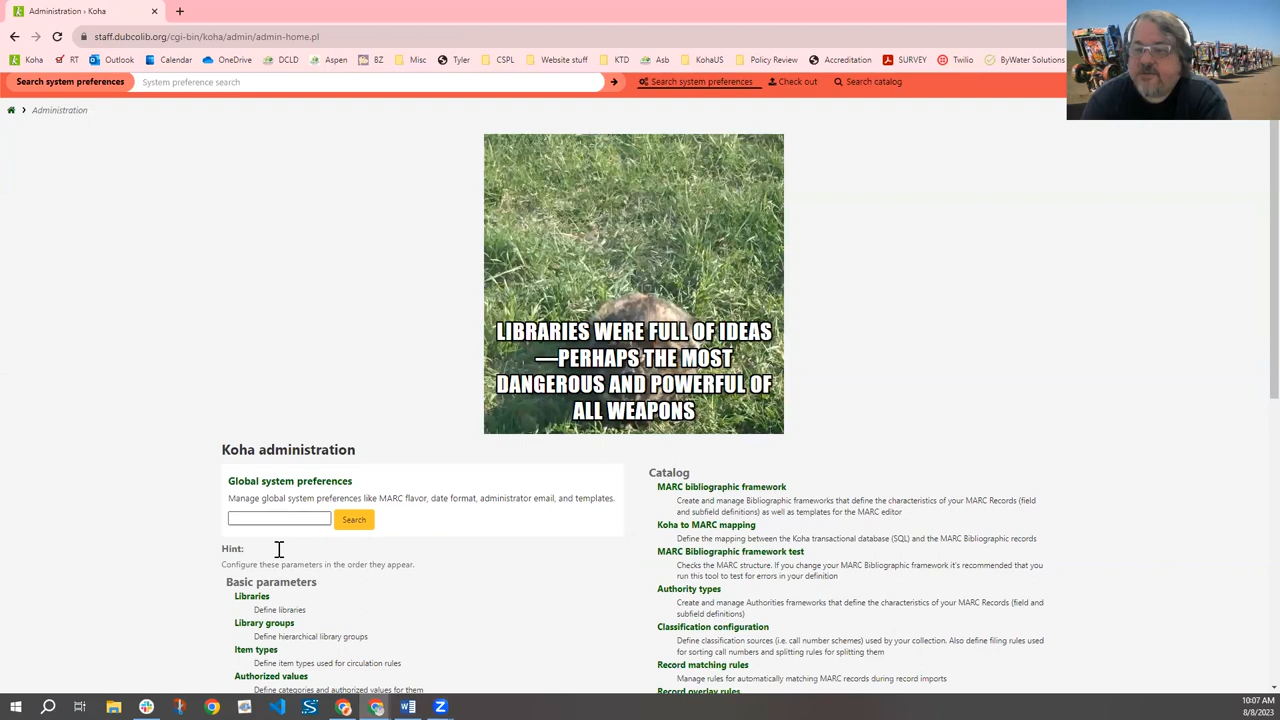 Administration › Koha
staff.dubcolib.org/cgi-bin/koha/admin/admin-home.pl
Koha RT Outlook Calendar OneDrive DCLD Aspen BZ Misc CSPL Website stuff KTD Asb KohaUS Policy Review Accreditation SURVEY Twilio ByWater Solutions
Search system preferences System preference search Search system preferences Check out Search catalog
Administration
LIBRARIES WERE FULL OF IDEAS
—PERHAPS THE MOST
DANGEROUS AND POWERFUL OF
ALL WEAPONS
Koha administration
Global system preferences
Manage global system preferences like MARC flavor, date format, administrator email, and templates.
Search
Hint:
Configure these parameters in the order they appear.
Basic parameters
Libraries
Define libraries
Library groups
Define hierarchical library groups
Item types
Define item types used for circulation rules
Authorized values
Define categories and authorized values for them
Catalog
MARC bibliographic framework
Create and manage Bibliographic frameworks that define the characteristics of your MARC Records (field
and subfield definitions) as well as templates for the MARC editor
Koha to MARC mapping
Define the mapping between the Koha transactional database (SQL) and the MARC Bibliographic records
MARC Bibliographic framework test
Checks the MARC structure. If you change your MARC Bibliographic framework it's recommended that you
run this tool to test for errors in your definition
Authority types
Create and manage Authorities frameworks that define the characteristics of your MARC Records (field and
subfield definitions)
Classification configuration
Define classification sources (i.e. call number schemes) used by your collection. Also define filing rules used
for sorting call numbers and splitting rules for splitting them
Record matching rules
Manage rules for automatically matching MARC records during record imports
Record overlay rules
10:07 AM
8/8/2023